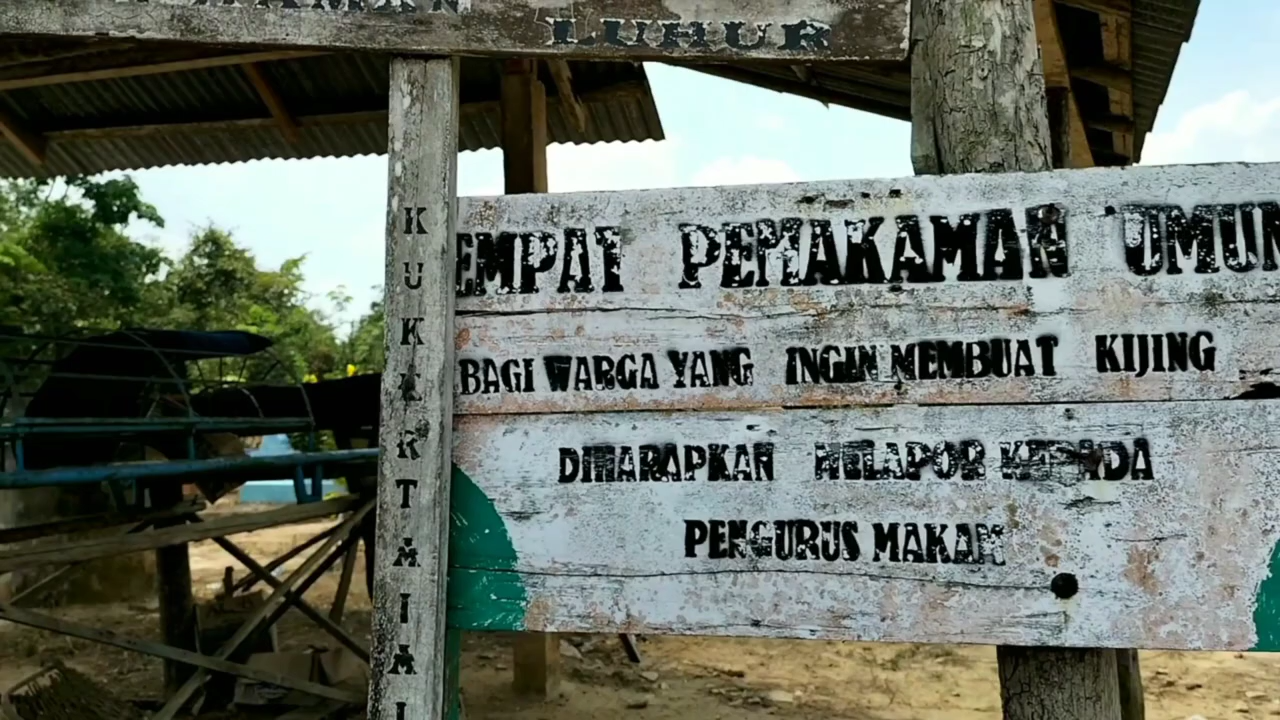 LUHUR
EMPAT PEMAKAMAN UMUM
BAGI WARGA YANG INGIN MEMBUAT KIJING
DIHARAPKAN MELAPOR KEPADA
PENGURUS MAKAM